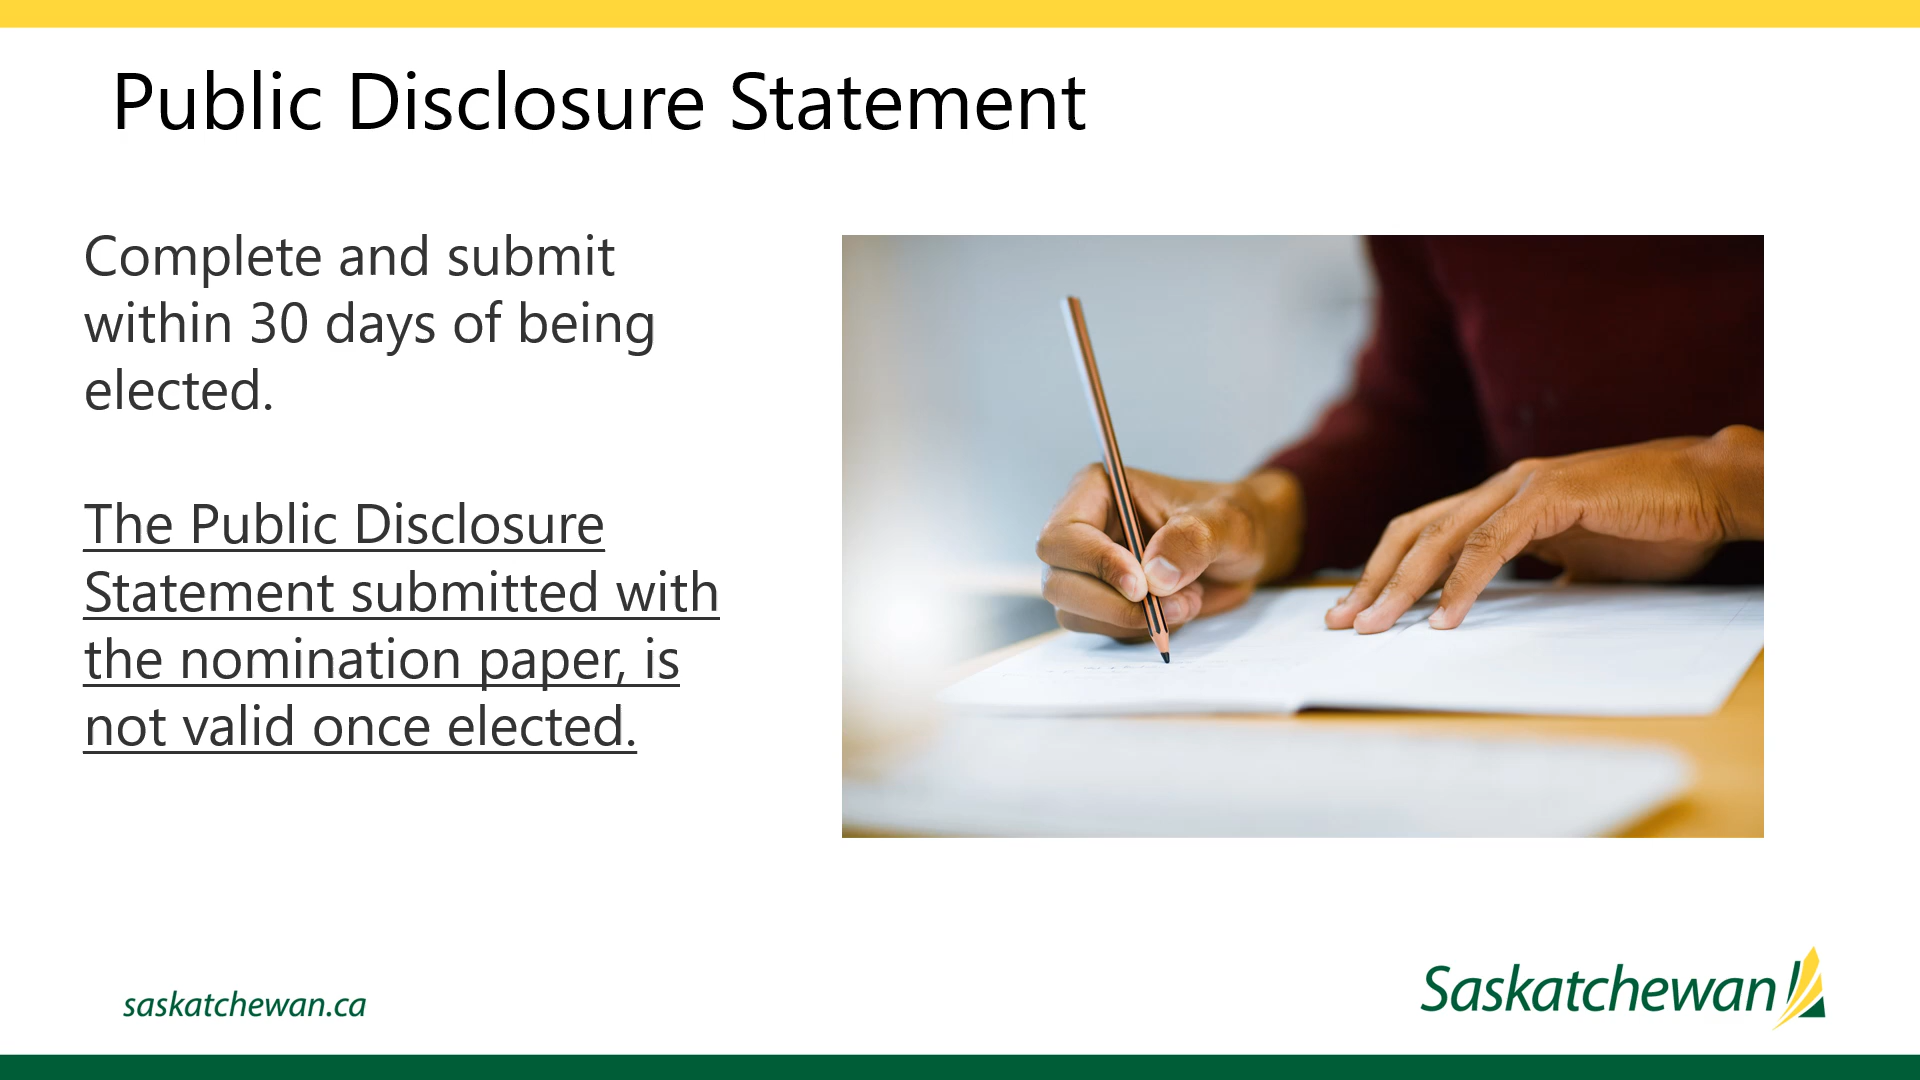 Public Disclosure Statement
Complete and submit
within 30 days of being
elected.
The Public Disclosure
Statement submitted with
the nomination paper, is
not valid once elected.
saskatchewan.ca
Saskatchewan